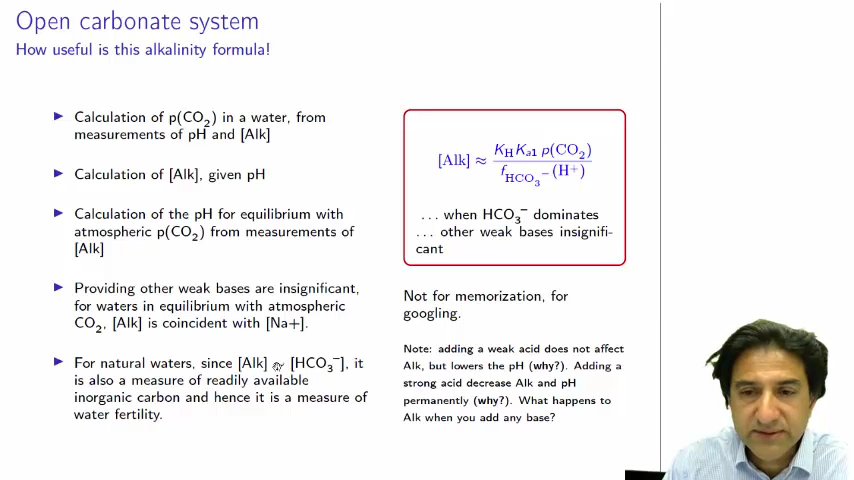 Open carbonate system
How useful is this alkalinity formula!
▶ Calculation of p(CO₂) in a water, from
measurements of pH and [Alk]
▶ Calculation of [Alk], given pH
▶ Calculation of the pH for equilibrium with
atmospheric p(CO₂) from measurements of
[Alk]
▶ Providing other weak bases are insignificant,
for waters in equilibrium with atmospheric
CO₂, [Alk] is coincident with [Na+].
▶ For natural waters, since [Alk] [HCO₃⁻], it
is also a measure of readily available
inorganic carbon and hence it is a measure of
water fertility.
[Alk] ≈ K_H K_a1 p(CO₂) / f_HCO₃⁻ (H⁺)
. . . when HCO₃⁻ dominates
. . . other weak bases insignifi-
cant
Not for memorization, for
googling.
Note: adding a weak acid does not affect
Alk, but lowers the pH (why?). Adding a
strong acid decrease Alk and pH
permanently (why?). What happens to
Alk when you add any base?